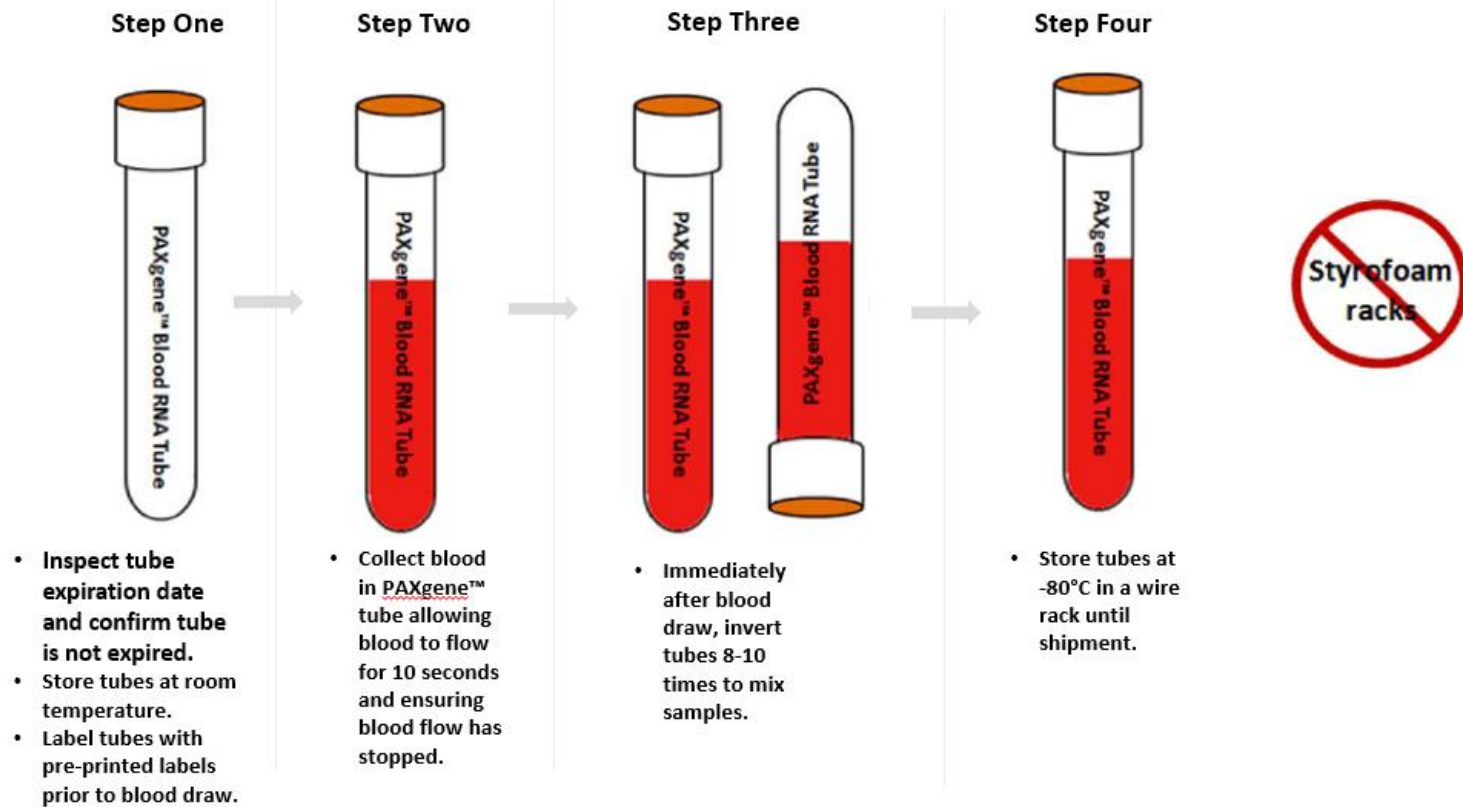 Step One
PAXgene™ Blood RNA Tube
• Inspect tube
expiration date
and confirm tube
is not expired.
• Store tubes at room
temperature.
• Label tubes with
pre-printed labels
prior to blood draw.
Step Two
PAXgene™ Blood RNA Tube
• Collect blood
in PAXgene™
tube allowing
blood to flow
for 10 seconds
and ensuring
blood flow has
stopped.
Step Three
PAXgene™ Blood RNA Tube
PAXgene™ Blood RNA Tube
• Immediately
after blood
draw, invert
tubes 8-10
times to mix
samples.
Step Four
PAXgene™ Blood RNA Tube
• Store tubes at
-80°C in a wire
rack until
shipment.
Styrofoam
racks